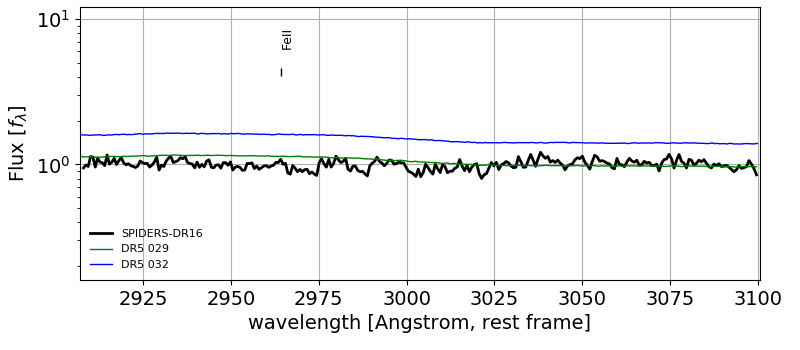 10¹
FeII
Flux [fλ]
10⁰
SPIDERS-DR16
DR5 029
DR5 032
2925 2950 2975 3000 3025 3050 3075 3100
wavelength [Angstrom, rest frame]